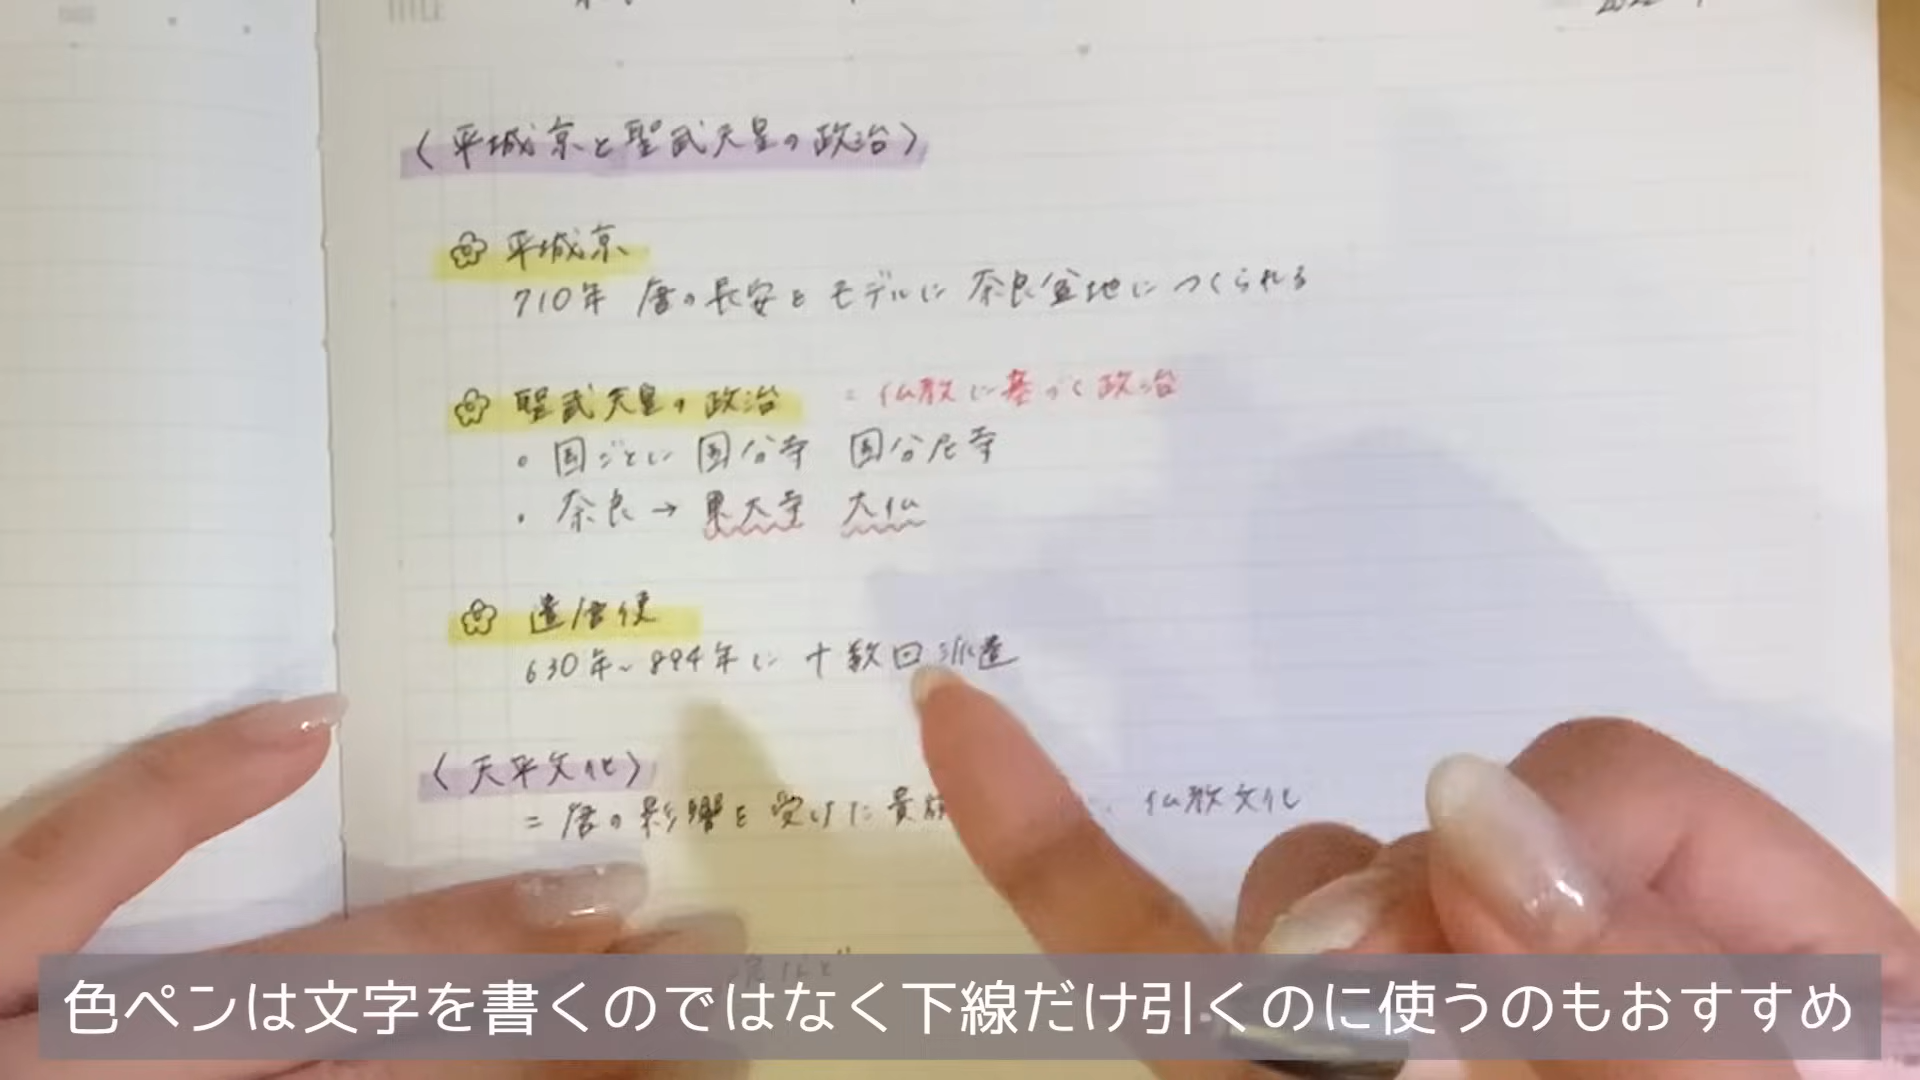 TITLE
〈平城京と聖武天皇の政治〉
平城京
710年 唐の長安を モデルに 奈良盆地に つくられる
聖武天皇の政治 = 仏教に基づく政治
• 国ごとに 国分寺 国分尼寺
• 奈良 → 東大寺 大仏
遣唐使
630年~894年に 十数回派遣
〈天平文化〉
= 唐の影響を受けた貴族 仏教文化
など
色ペンは文字を書くのではなく下線だけ引くのに使うのもおすすめ